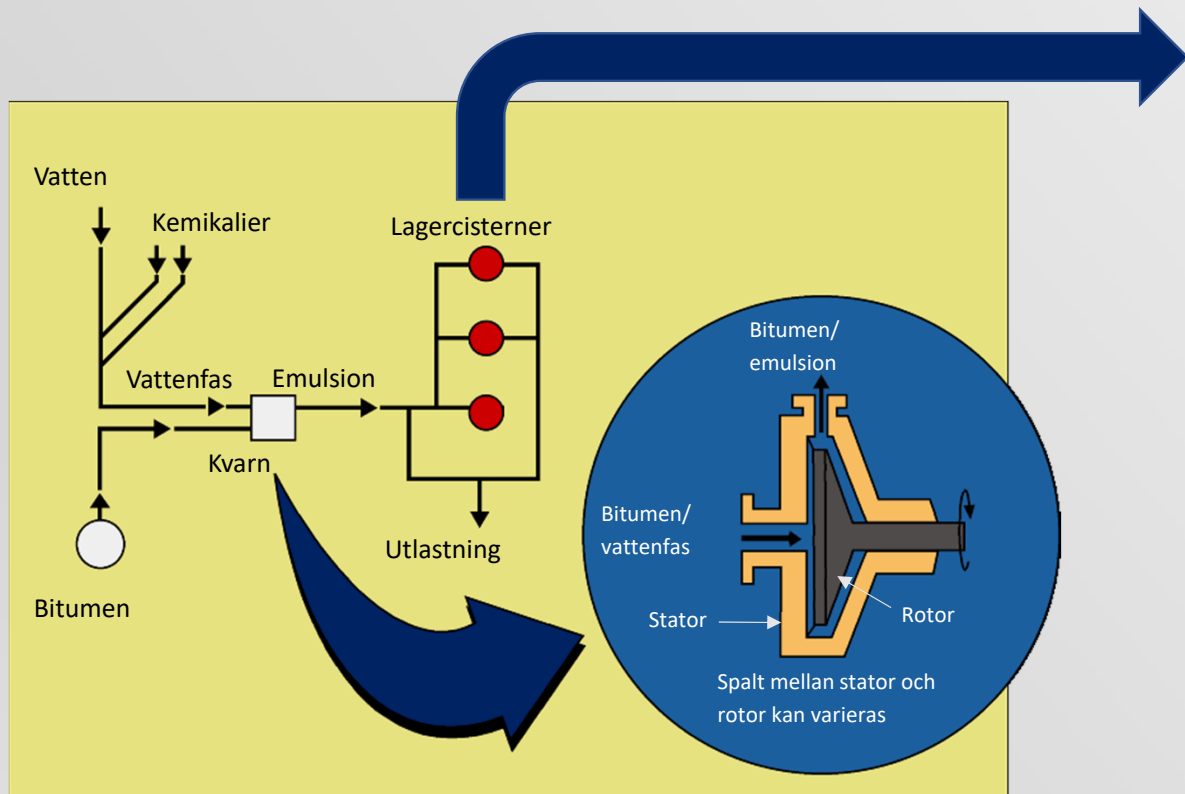 Vatten
Kemikalier
Lagercisterner
Vattenfas
Emulsion
Kvarn
Utlastning
Bitumen
Bitumen/
emulsion
Bitumen/
vattenfas
Stator
Rotor
Spalt mellan stator och
rotor kan varieras